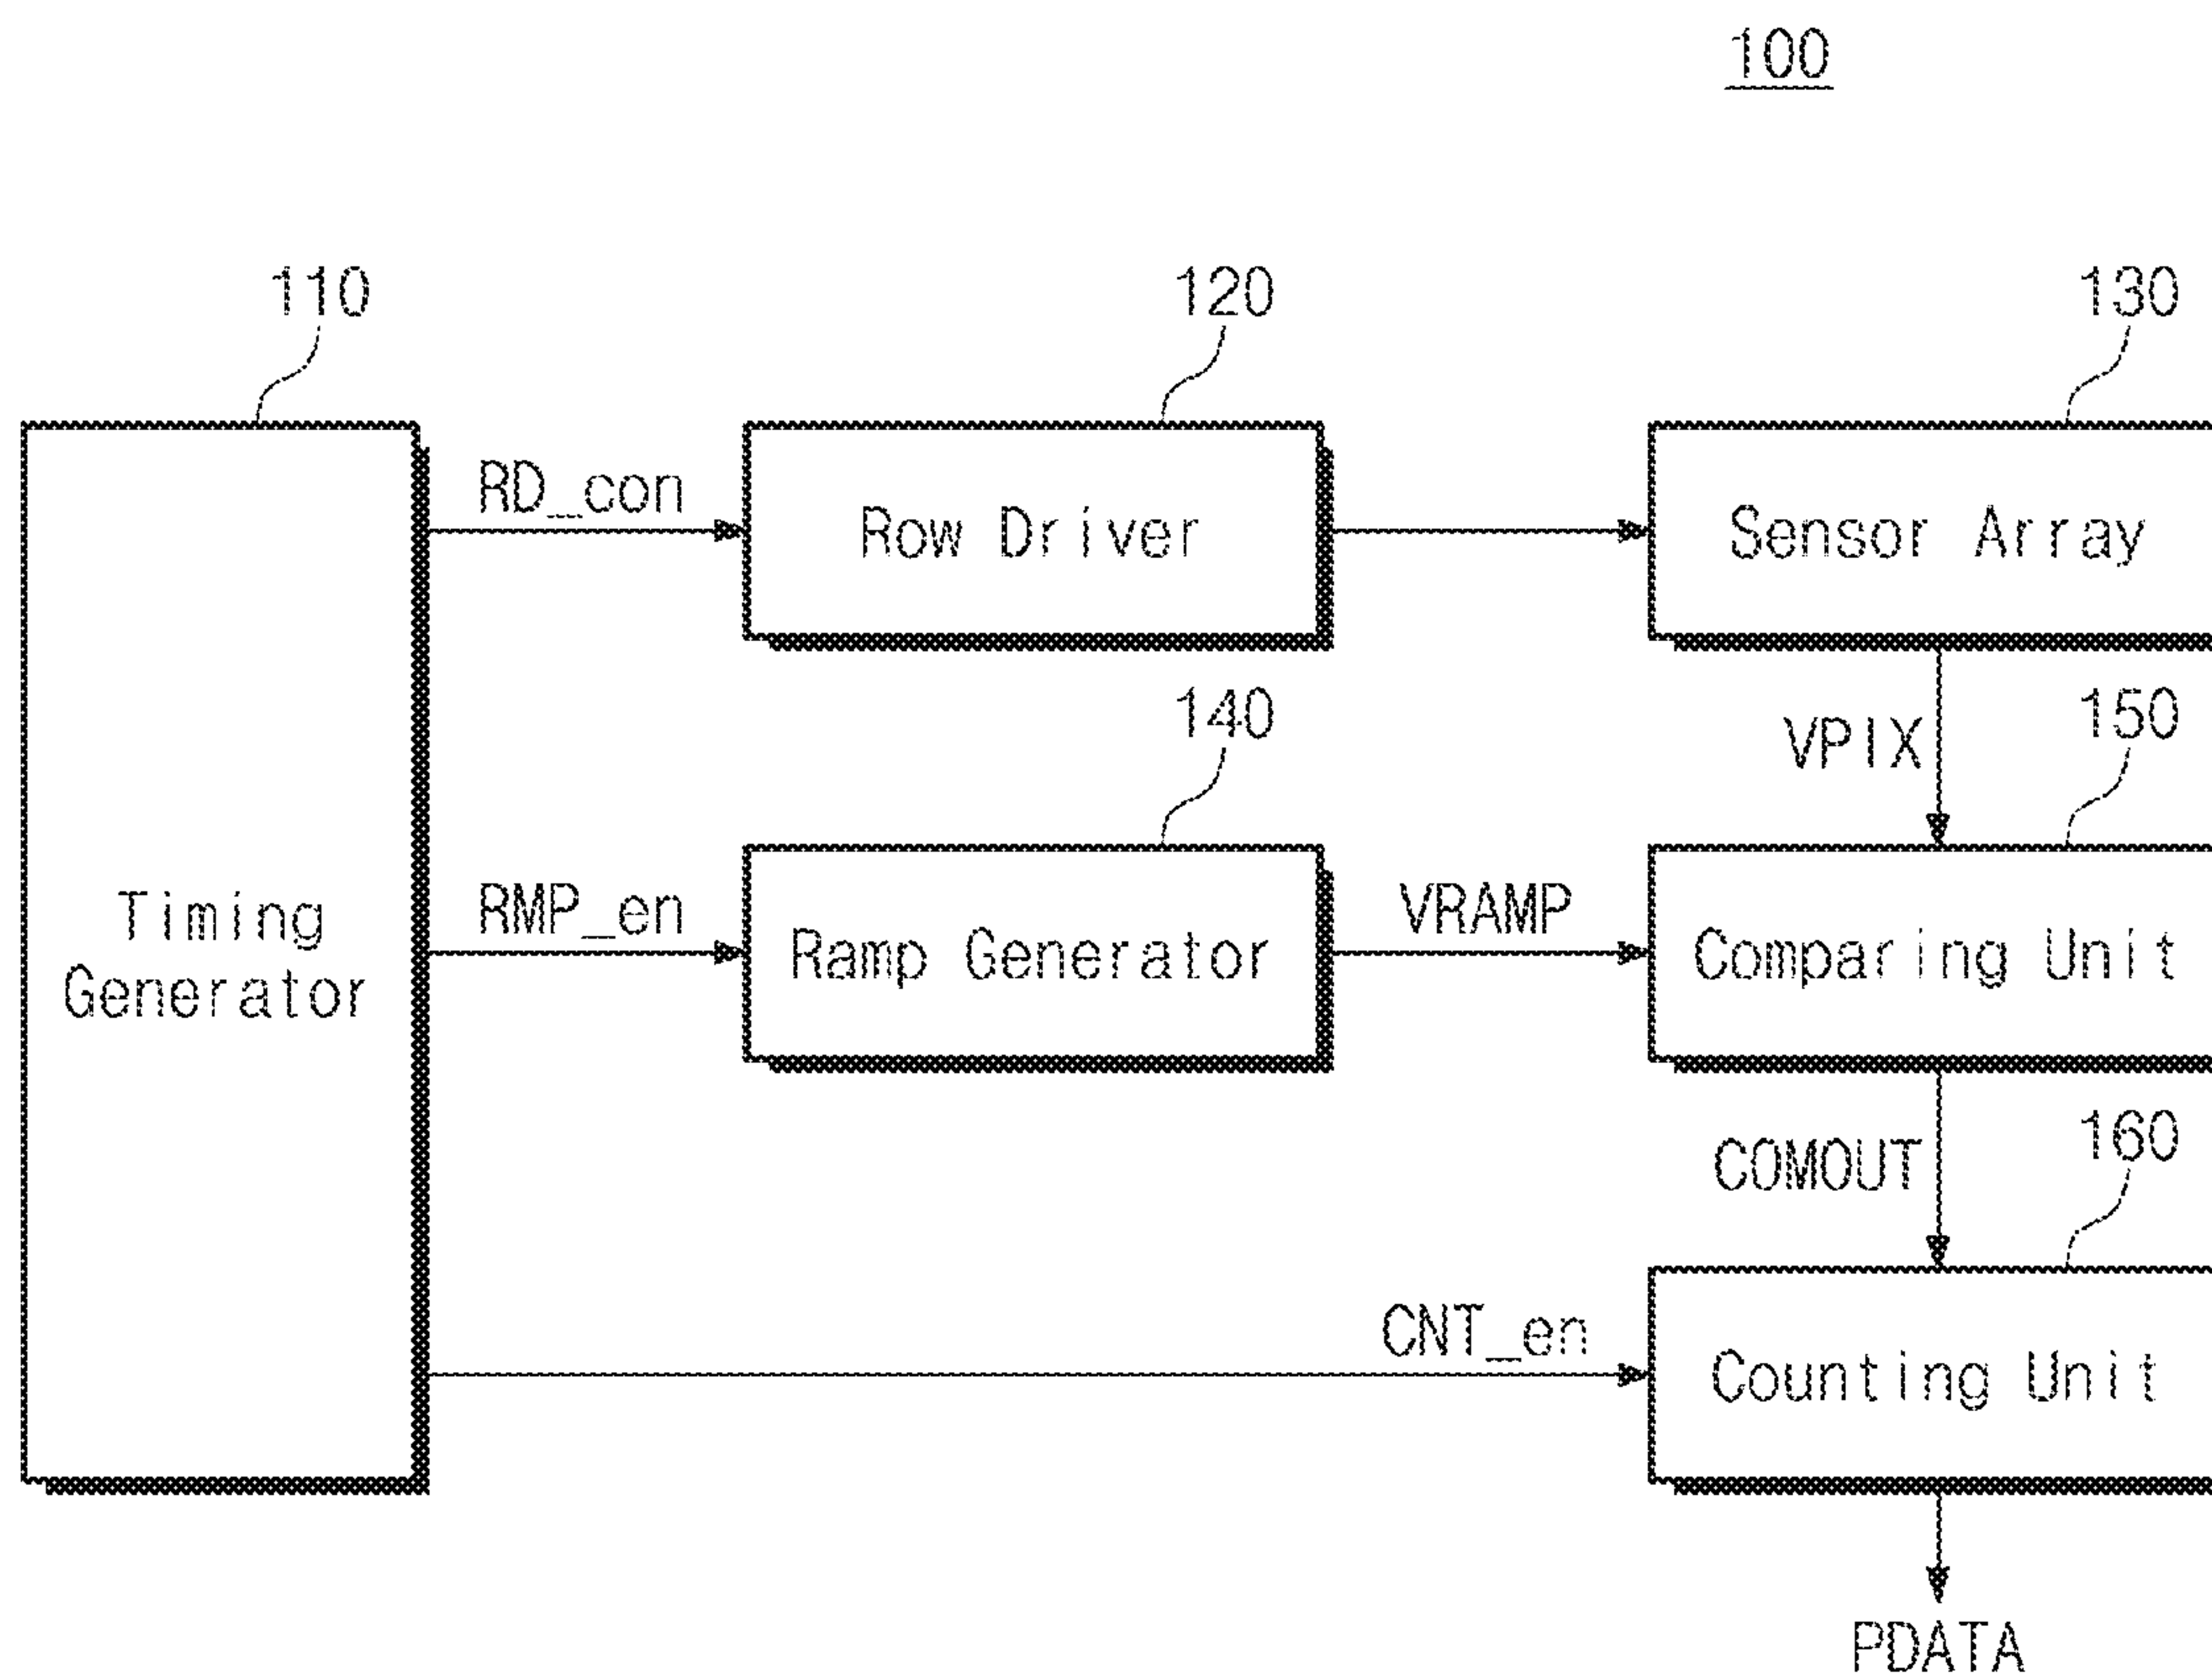 100
110
120
130
RD_con
Row Driver
Sensor Array
140
VPIX
150
Timing
Generator
RMP_en
Ramp Generator
VRAMP
Comparing Unit
COMOUT
160
CNT_en
Counting Unit
PDATA